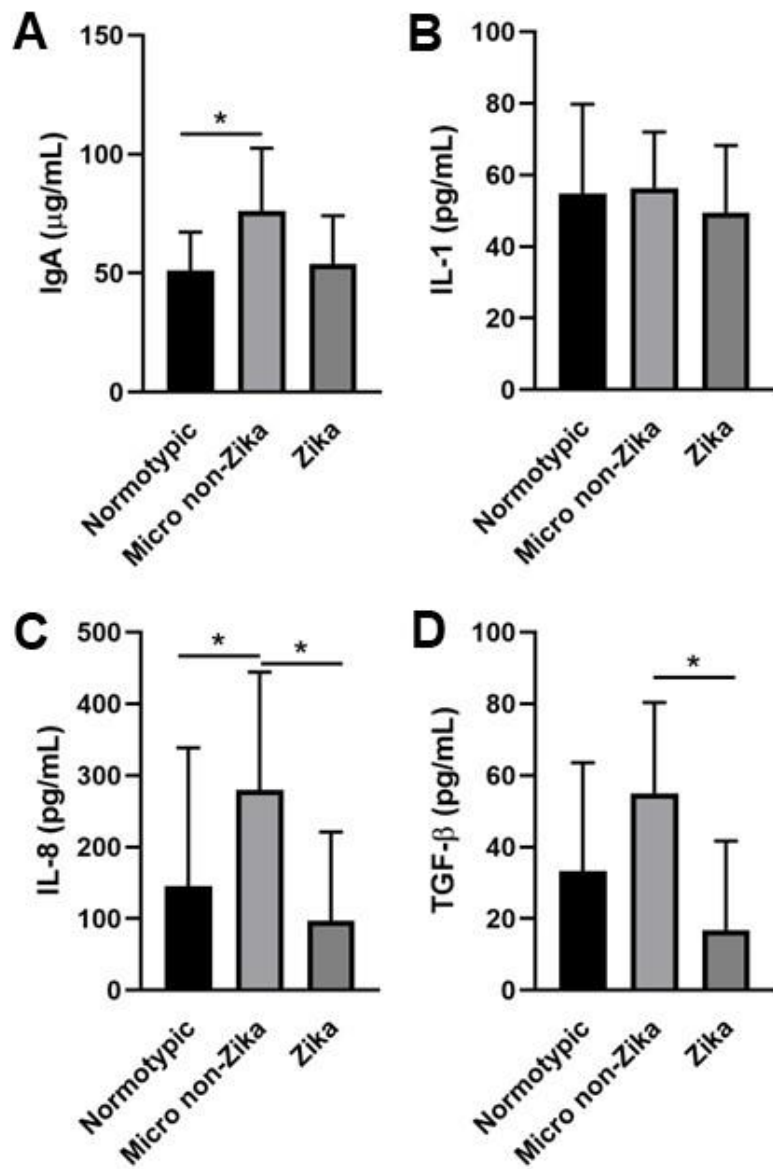 A
IgA (μg/mL)
150
100
50
0
*
Normotypic
Micro non-Zika
Zika
B
IL-1 (pg/mL)
100
80
60
40
20
0
Normotypic
Micro non-Zika
Zika
C
IL-8 (pg/mL)
500
400
300
200
100
0
*
*
Normotypic
Micro non-Zika
Zika
D
TGF-β (pg/mL)
100
80
60
40
20
0
*
Normotypic
Micro non-Zika
Zika